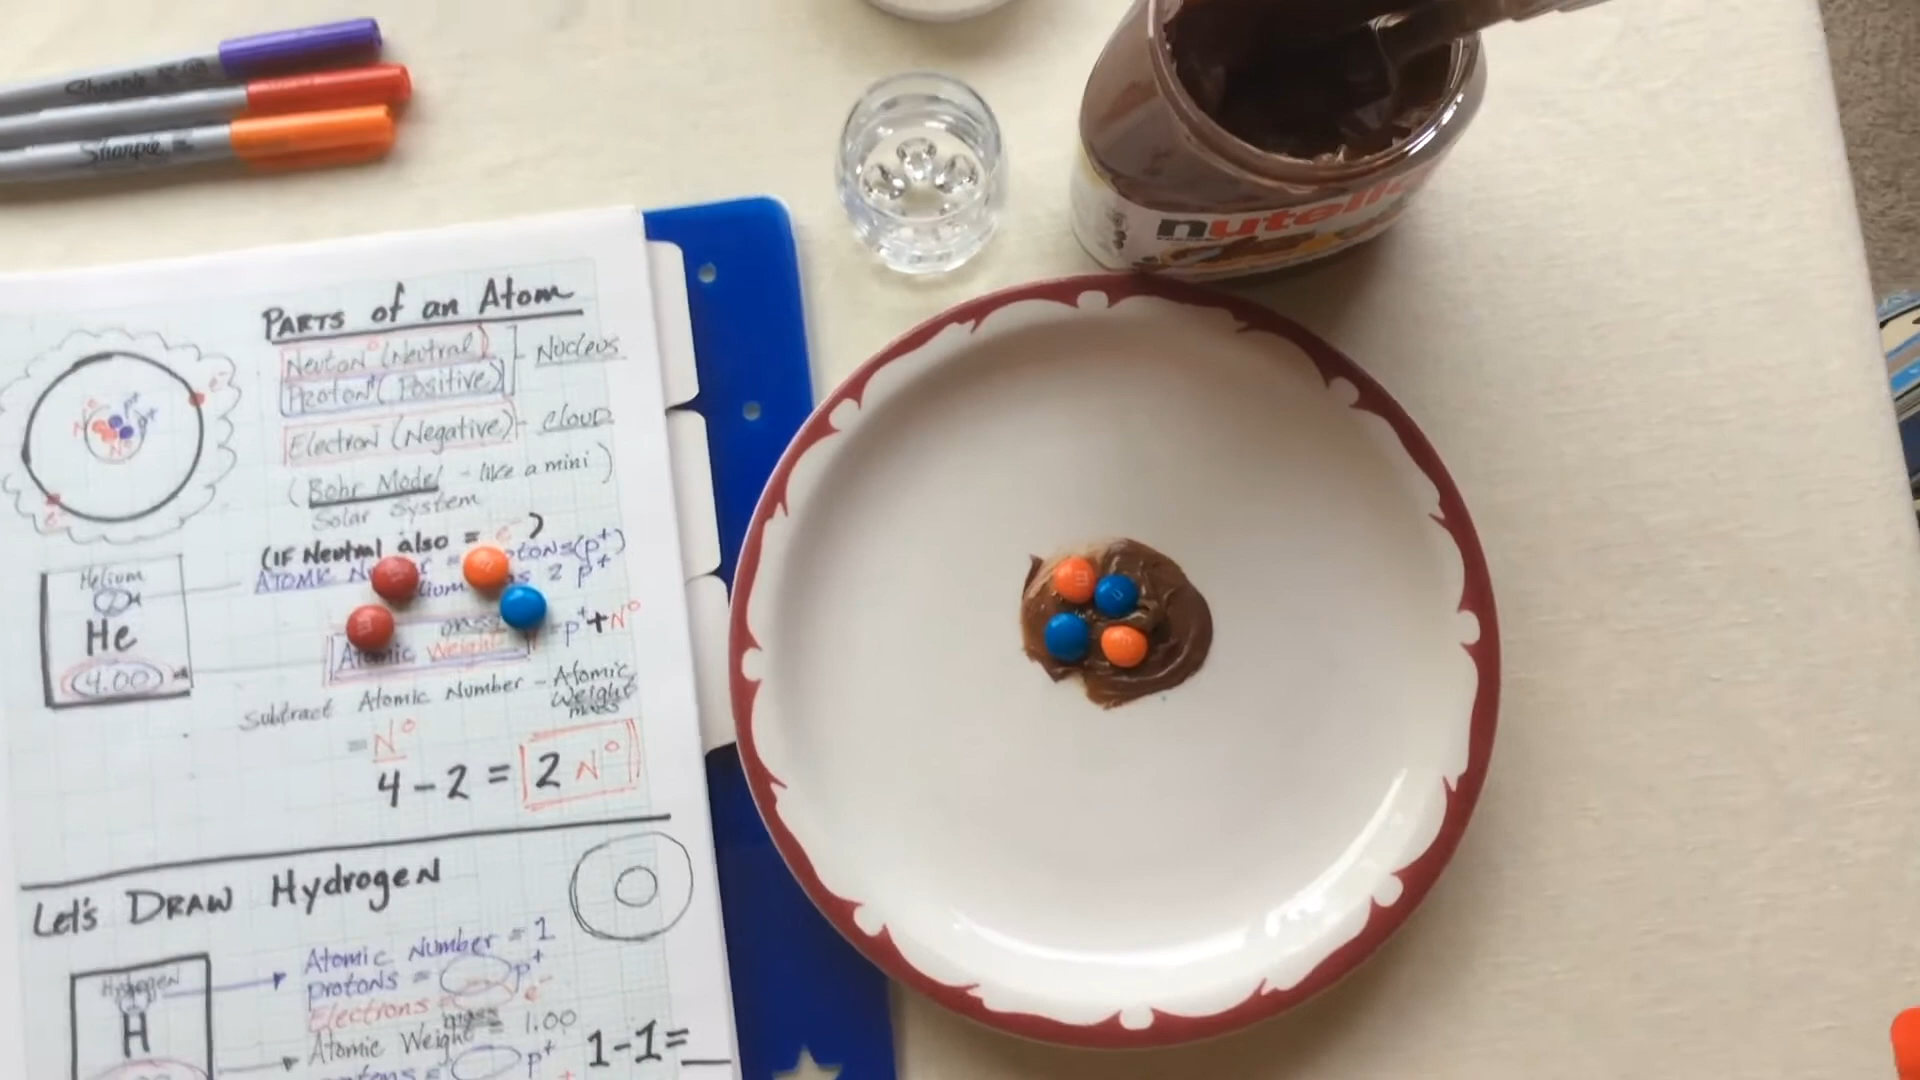 Sharpie
Sharpie
nutella
PARTS of an Atom
Neuton° (Neutral)
Proton⁺ (Positive)
Nucleus
Electron (Negative)
cloud
(Bohr Model - like a mini
Solar System)
N°
P⁺
P⁺
N°
e⁻
e⁻
(IF Neutral also = e⁻)
ATOMIC = protons(p⁺)
2 p⁺
Helium
2
He
4.00
mass
Atomic Weight = p⁺ + N°
Subtract Atomic Number - Atomic
Weight
mass
= N°
4 - 2 = 2 N°
Let's DRAW Hydrogen
Hydrogen
H
Atomic Number = 1
protons = p⁺
Electrons = e⁻
mass
Atomic Weight = 1.00
p⁺
1-1=